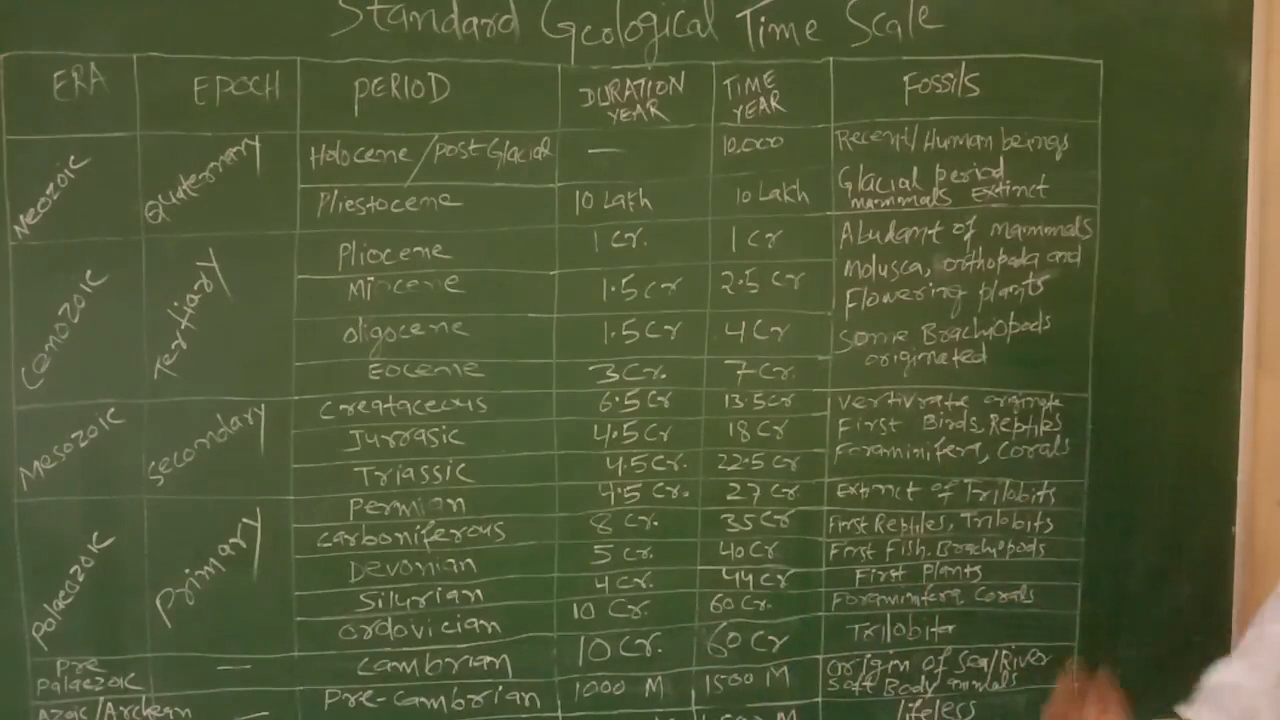 Standard Geological Time Scale
ERA EPOCH PERIOD DURATION YEAR TIME YEAR Fossils
Neozoic Quaternary Holocene/Post Glacial — 10,000 Recent/Human beings
Pliestocene 10 Lakh 10 Lakh Glacial period mammals Extinct
Cenozoic Tertiary Pliocene 1 Cr. 1 Cr Abudant of mammals
Miocene 1.5 Cr 2.5 Cr Molusca, orthopoda and Flowering plants
Oligocene 1.5 Cr 4 Cr Some Brachyopods
Eocene 3 Cr. 7 Cr. originated
Mesozoic Secondary Creataceous 6.5 Cr 13.5 Cr Vertivrate orginate
Jurrasic 4.5 Cr 18 Cr First Birds, Reptiles
Triassic 4.5 Cr. 22.5 Cr Foraminifera, Corals
Palaeozoic Primary Permian 4.5 Cr. 27 Cr Extinct of Trilobits
Carboniferous 8 Cr. 35 Cr First Reptiles, Trilobits
Devonian 5 Cr. 40 Cr First Fish, Brachyopods
Silurian 4 Cr. 44 Cr First Plants
Ordovician 10 Cr. 60 Cr. Foraminifera Corals
Pre Palaezoic — Cambrian 10 Cr. 60 Cr Trilobita
Azoic/Archean — Pre-Cambrian 1000 M 1500 M Origin of Sea/River
Soft Body animals
lifeless